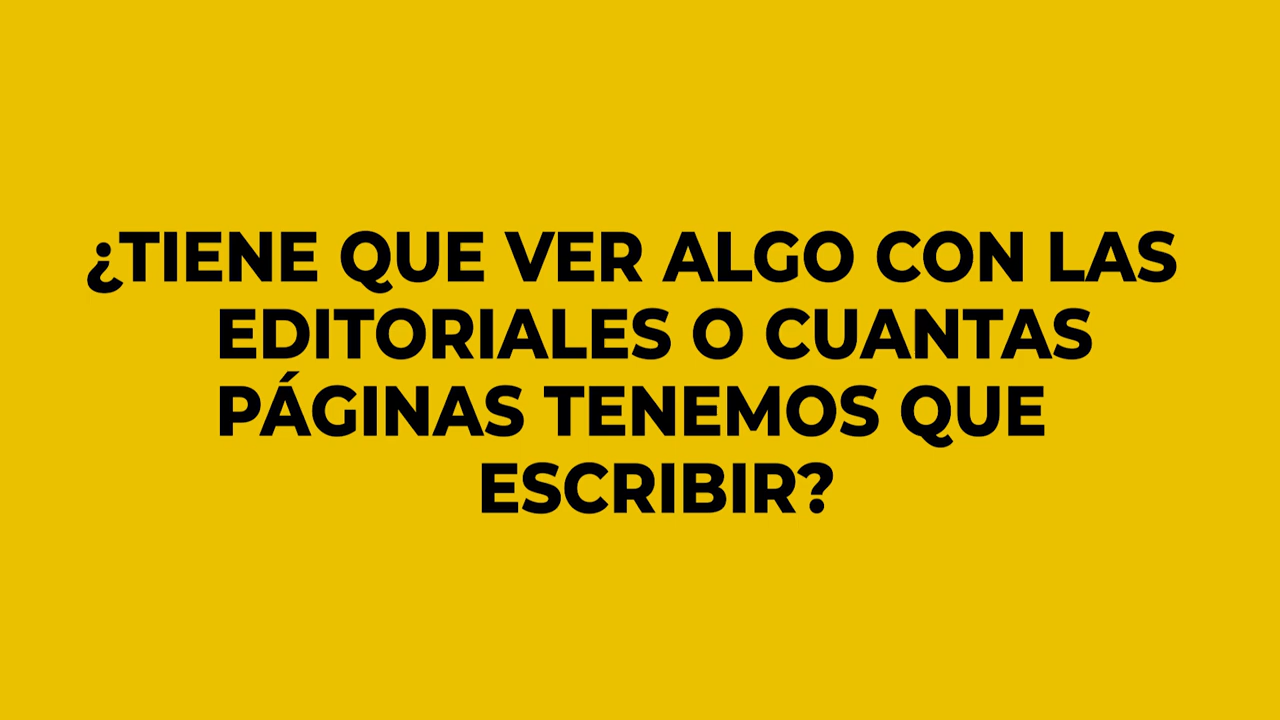 ¿TIENE QUE VER ALGO CON LAS
EDITORIALES O CUANTAS
PÁGINAS TENEMOS QUE
ESCRIBIR?